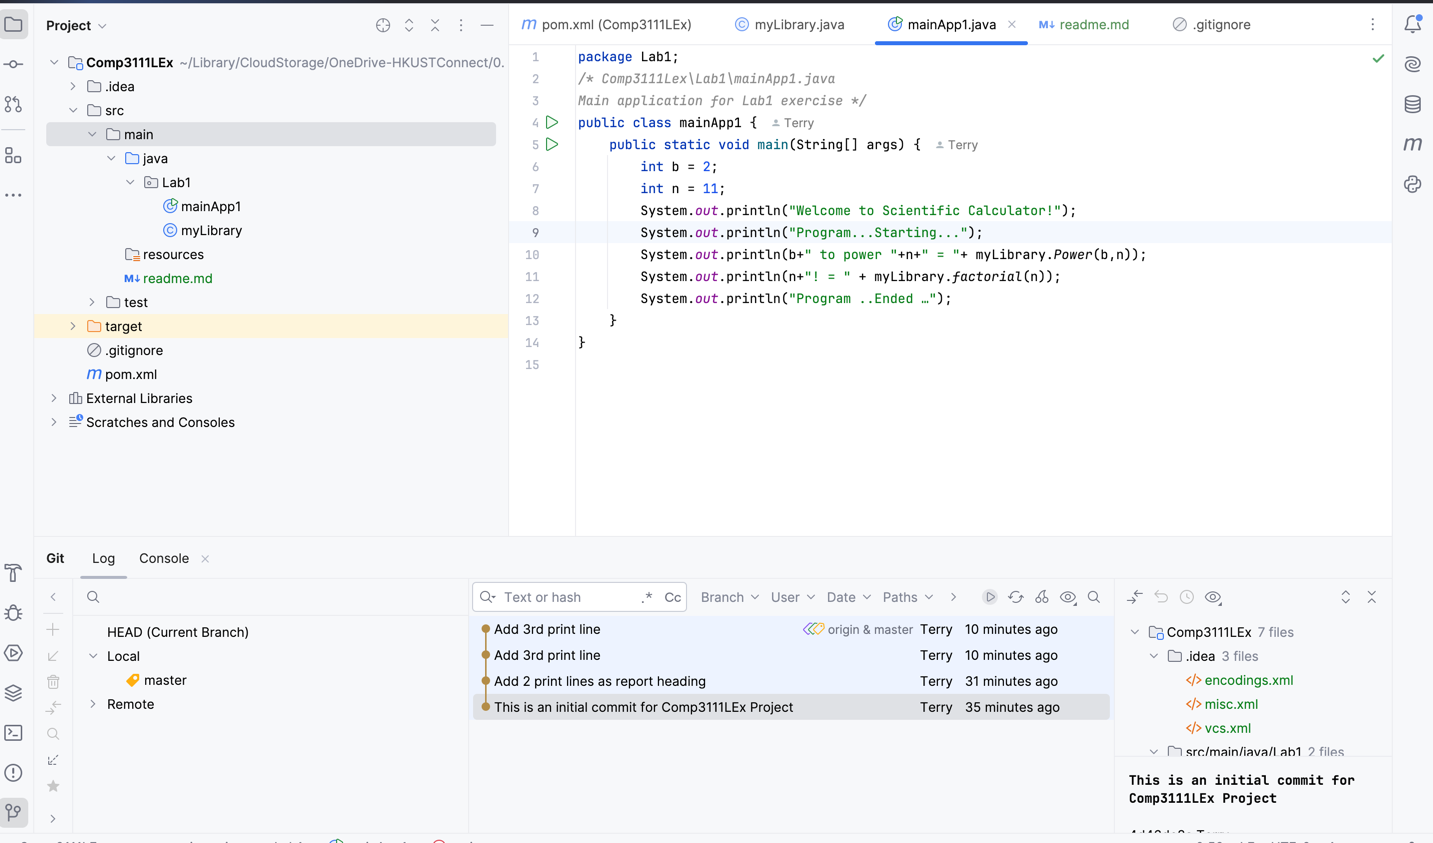 Project
pom.xml (Comp3111LEx)
myLibrary.java
mainApp1.java
M↓ readme.md
.gitignore
Comp3111LEx ~/Library/CloudStorage/OneDrive-HKUSTConnect/0.
.idea
src
main
java
Lab1
mainApp1
myLibrary
resources
M↓ readme.md
test
target
.gitignore
m pom.xml
External Libraries
Scratches and Consoles
1 package Lab1;
2 /* Comp3111Lex\Lab1\mainApp1.java
3 Main application for Lab1 exercise */
4 public class mainApp1 { Terry
5 public static void main(String[] args) { Terry
6 int b = 2;
7 int n = 11;
8 System.out.println("Welcome to Scientific Calculator!");
9 System.out.println("Program...Starting...");
10 System.out.println(b+" to power "+n+" = "+ myLibrary.Power(b,n));
11 System.out.println(n+"! = " + myLibrary.factorial(n));
12 System.out.println("Program ..Ended …");
13 }
14 }
15
Git
Log
Console
HEAD (Current Branch)
Local
master
Remote
Text or hash .* Cc
Branch
User
Date
Paths
Add 3rd print line origin & master Terry 10 minutes ago
Add 3rd print line Terry 10 minutes ago
Add 2 print lines as report heading Terry 31 minutes ago
This is an initial commit for Comp3111LEx Project Terry 35 minutes ago
Comp3111LEx 7 files
.idea 3 files
encodings.xml
misc.xml
vcs.xml
src/main/java/Lab1 2 files
This is an initial commit for
Comp3111LEx Project